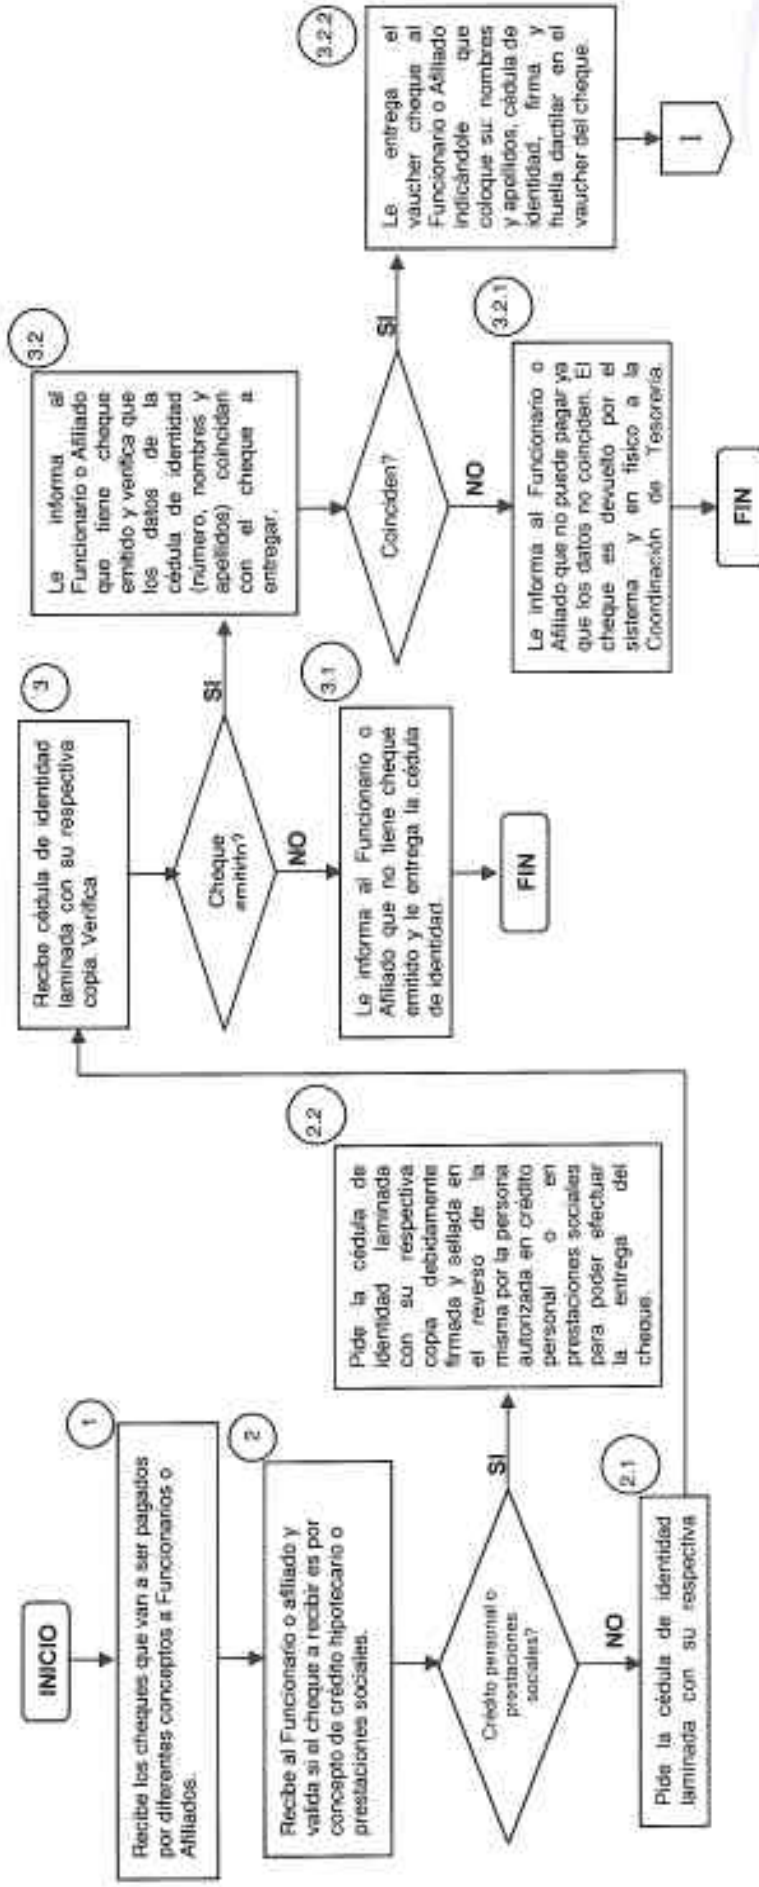 INICIO
1
Recibe los cheques que van a ser pagados
por diferentes conceptos a Funcionarios o
Afiliados.
2
Recibe al Funcionario o afiliado y
valida si el cheque a recibir es por
concepto de crédito hipotecario o
prestaciones sociales.
Crédito personal o
prestaciones
sociales?
SI
NO
2.1
Pide la cédula de identidad
laminada con su respectiva
2.2
Pide la cédula de
identidad laminada
con su respectiva
copia debidamente
firmada y sellada en
el reverso de la
misma por la persona
autorizada en crédito
personal o en
prestaciones sociales
para poder efectuar
la entrega del
cheque.
3
Recibe cédula de identidad
laminada con su respectiva
copia. Verifica
Cheque
emitido?
SI
NO
3.1
Le informa al Funcionario o
Afiliado que no tiene cheque
emitido y le entrega la cédula
de identidad.
FIN
3.2
Le informa al
Funcionario o Afiliado
que tiene cheque
emitido y verifica que
los datos de la
cédula de identidad
(número, nombres y
apellidos) coincidan
con el cheque a
entregar.
Coinciden?
SI
NO
3.2.1
Le informa al Funcionario o
Afiliado que no puede pagar ya
que los datos no coinciden. El
cheque es devuelto por el
sistema y en físico a la
Coordinación de Tesorería.
FIN
3.2.2
Le entrega el
vaucher cheque al
Funcionario o Afiliado
indicándole que
coloque su: nombres
y apellidos, cédula de
identidad, firma y
huella dactilar en el
vaucher del cheque.
1